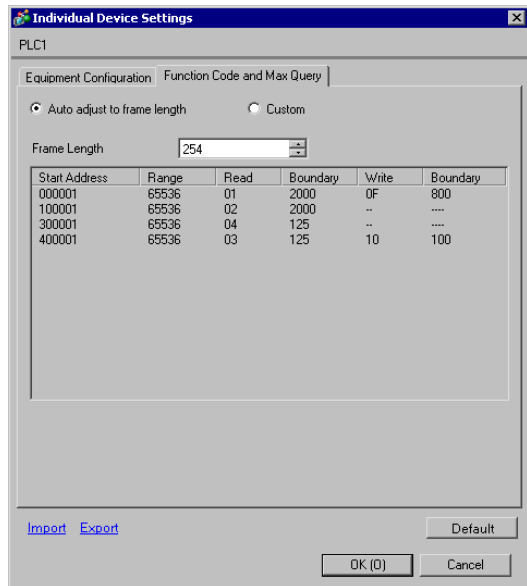 Individual Device Settings
PLC1
Equipment Configuration Function Code and Max Query
Auto adjust to frame length Custom
Frame Length 254
Start Address Range Read Boundary Write Boundary
000001 65536 01 2000 0F 800
100001 65536 02 2000 -- ----
300001 65536 04 125 -- ----
400001 65536 03 125 10 100
Import Export Default
OK (O) Cancel